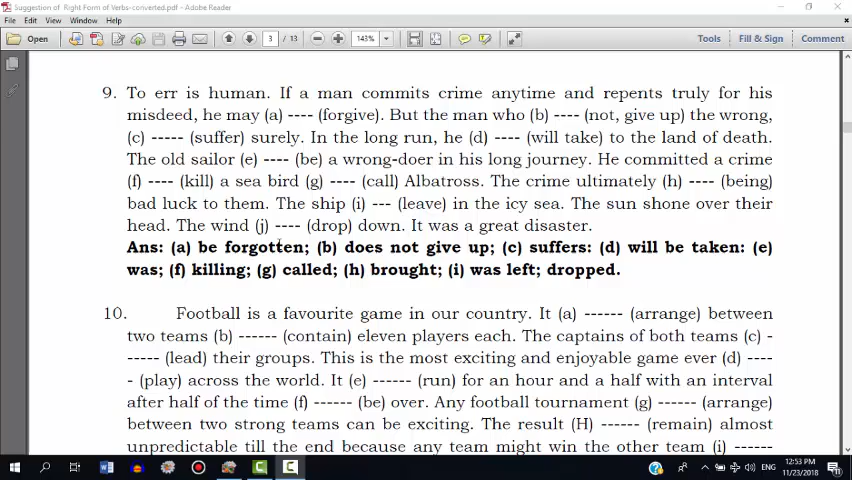 Suggestion of Right Form of Verbs-converted.pdf - Adobe Reader
File Edit View Window Help
Open 3 / 13 143% Tools Fill & Sign Comment
9. To err is human. If a man commits crime anytime and repents truly for his
misdeed, he may (a) ---- (forgive). But the man who (b) ---- (not, give up) the wrong,
(c) ----- (suffer) surely. In the long run, he (d) ---- (will take) to the land of death.
The old sailor (e) ---- (be) a wrong-doer in his long journey. He committed a crime
(f) ---- (kill) a sea bird (g) ---- (call) Albatross. The crime ultimately (h) ---- (being)
bad luck to them. The ship (i) --- (leave) in the icy sea. The sun shone over their
head. The wind (j) ---- (drop) down. It was a great disaster.
Ans: (a) be forgotten; (b) does not give up; (c) suffers: (d) will be taken: (e)
was; (f) killing; (g) called; (h) brought; (i) was left; dropped.
10. Football is a favourite game in our country. It (a) ------ (arrange) between
two teams (b) ------ (contain) eleven players each. The captains of both teams (c) -
----- (lead) their groups. This is the most exciting and enjoyable game ever (d) ----
- (play) across the world. It (e) ------ (run) for an hour and a half with an interval
after half of the time (f) ------ (be) over. Any football tournament (g) ------ (arrange)
between two strong teams can be exciting. The result (H) ------ (remain) almost
unpredictable till the end because any team might win the other team (i) ------
12:53 PM
ENG
11/23/2018